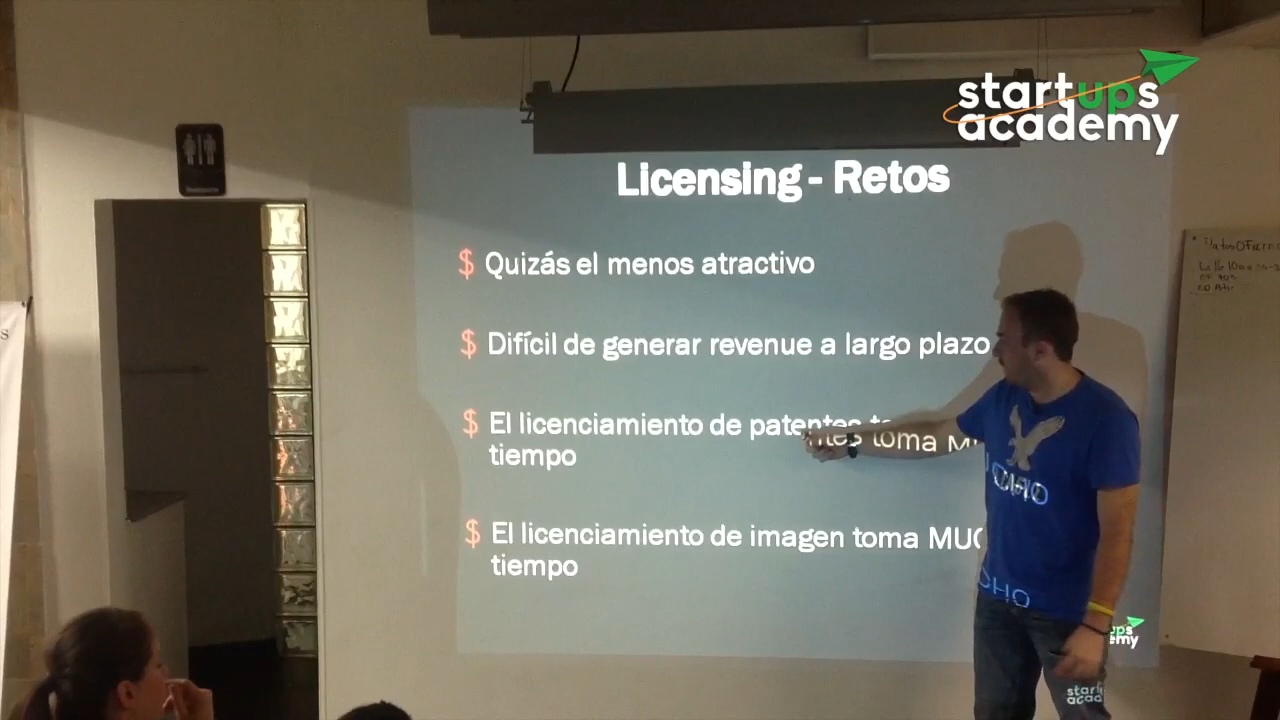 startups
academy
Licensing - Retos
$ Quizás el menos atractivo
$ Difícil de generar revenue a largo plazo
$ El licenciamiento de patentes toma
tiempo
$ El licenciamiento de imagen toma
tiempo